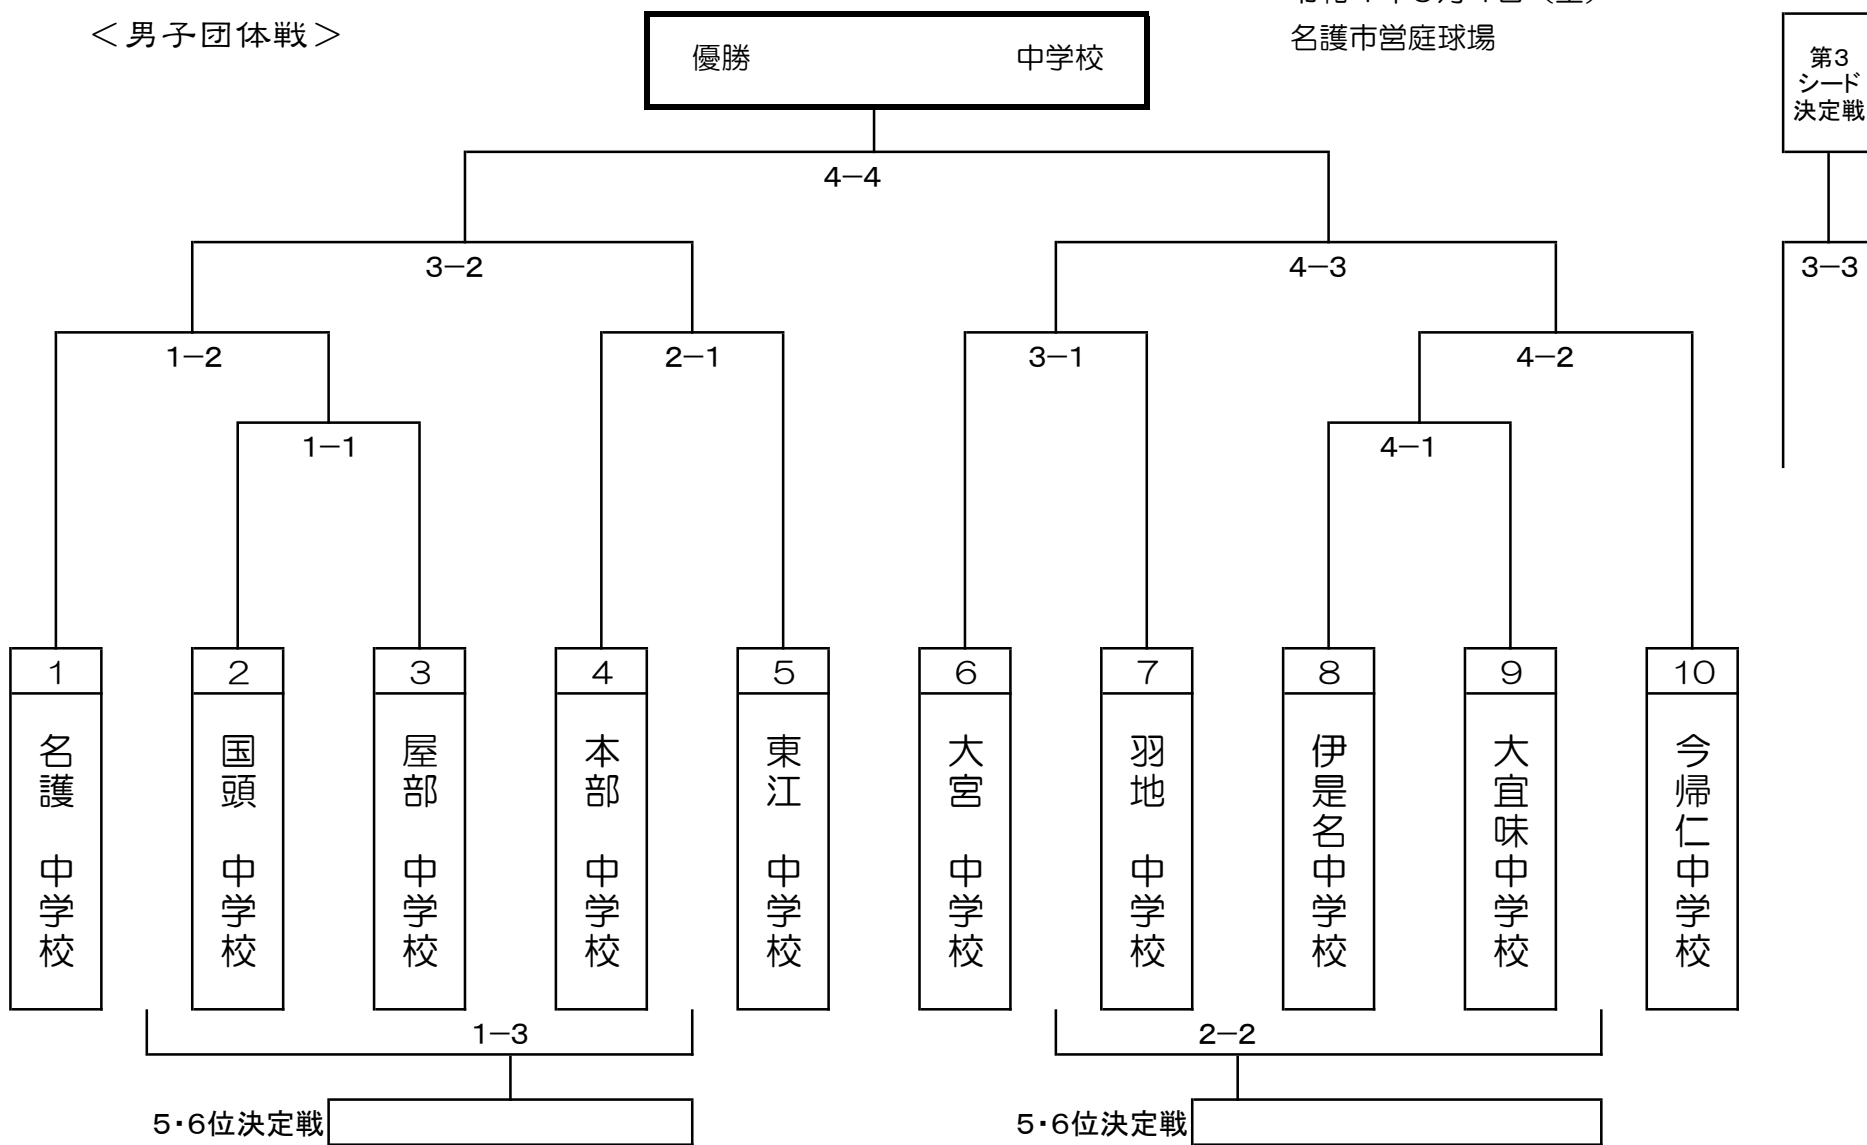 ＜男子団体戦＞
名護市営庭球場
優勝 中学校
第3
シード
決定戦
4－4
3－2
4－3
3－3
1－2
2－1
3－1
4－2
1－1
4－1
1
2
3
4
5
6
7
8
9
10
名護 中学校
国頭 中学校
屋部 中学校
本部 中学校
東江 中学校
大宮 中学校
羽地 中学校
伊是名中学校
大宜味中学校
今帰仁中学校
1－3
2－2
5・6位決定戦
5・6位決定戦